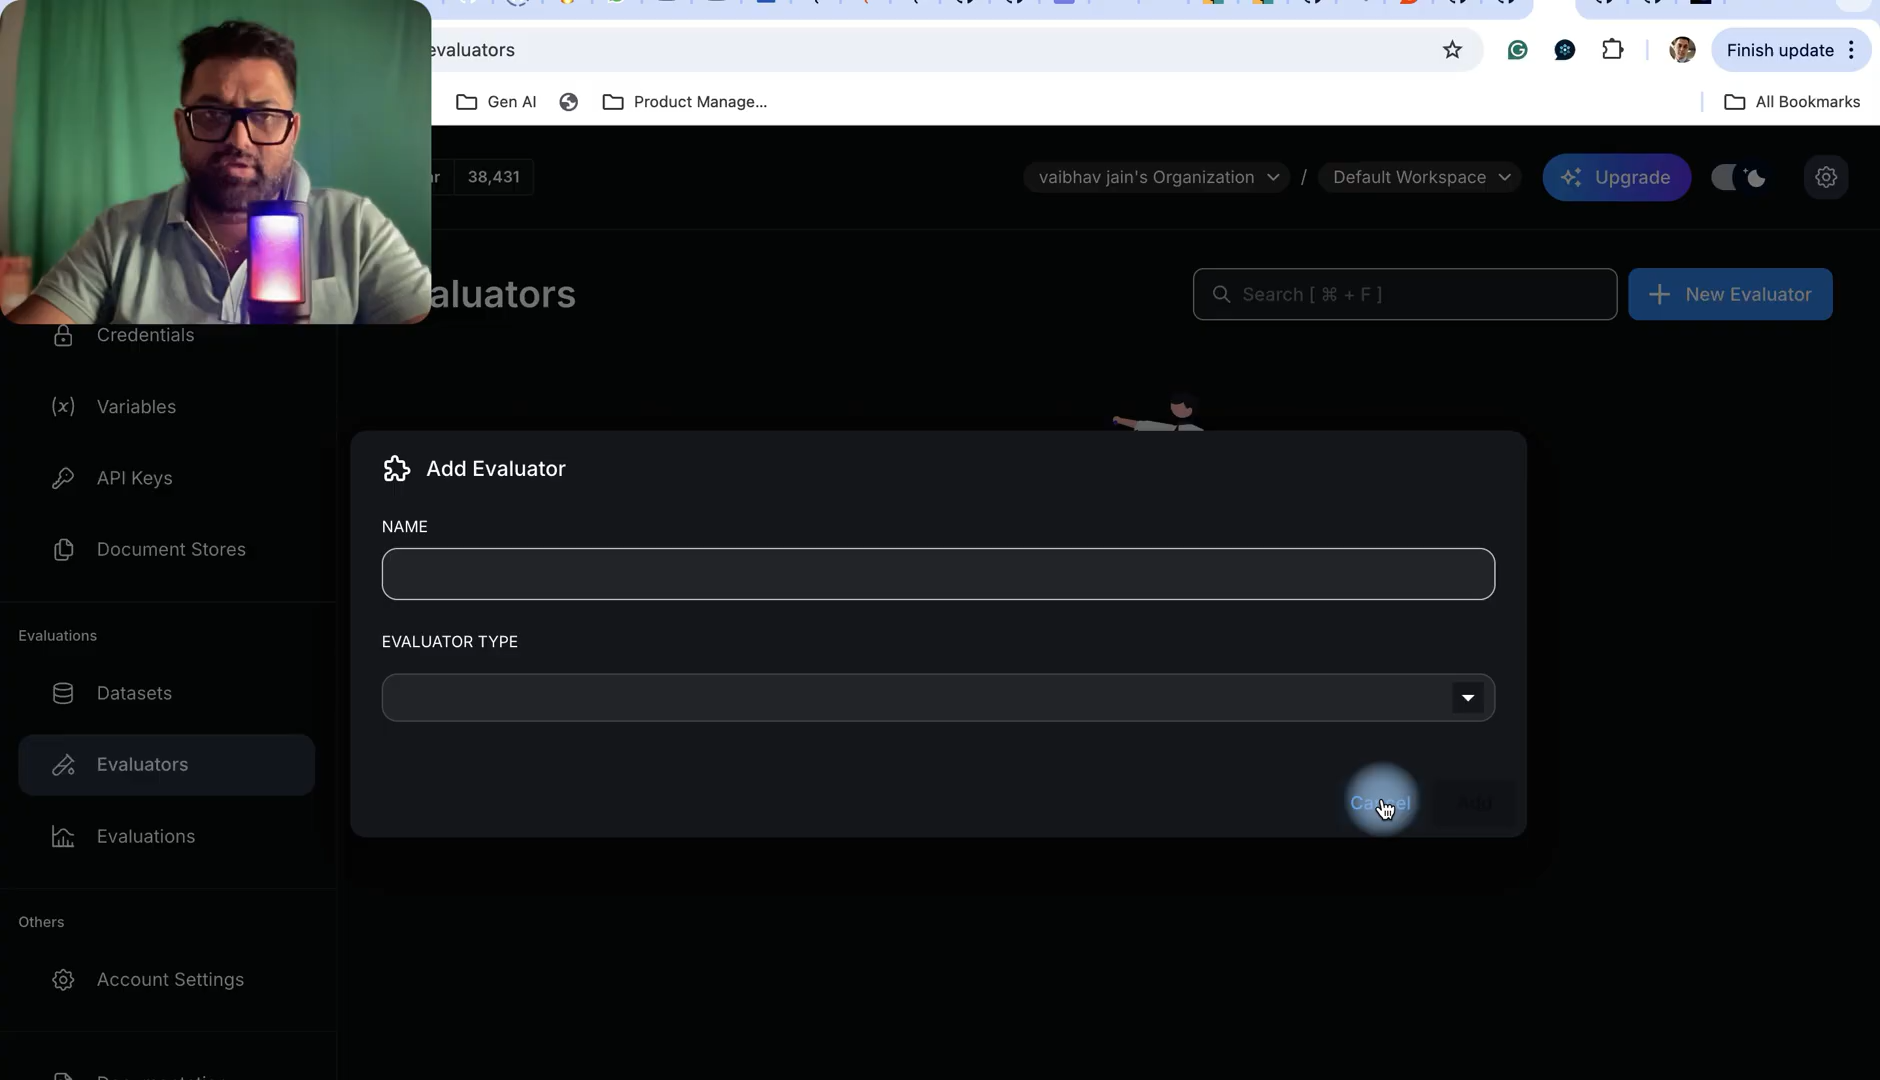 evaluators
Finish update
Gen AI
Product Manage...
All Bookmarks
38,431
vaibhav jain's Organization
/
Default Workspace
Upgrade
aluators
Search [ ⌘ + F ]
New Evaluator
Credentials
Variables
API Keys
Document Stores
Evaluations
Datasets
Evaluators
Evaluations
Others
Account Settings
Add Evaluator
NAME
EVALUATOR TYPE
Cancel
Add